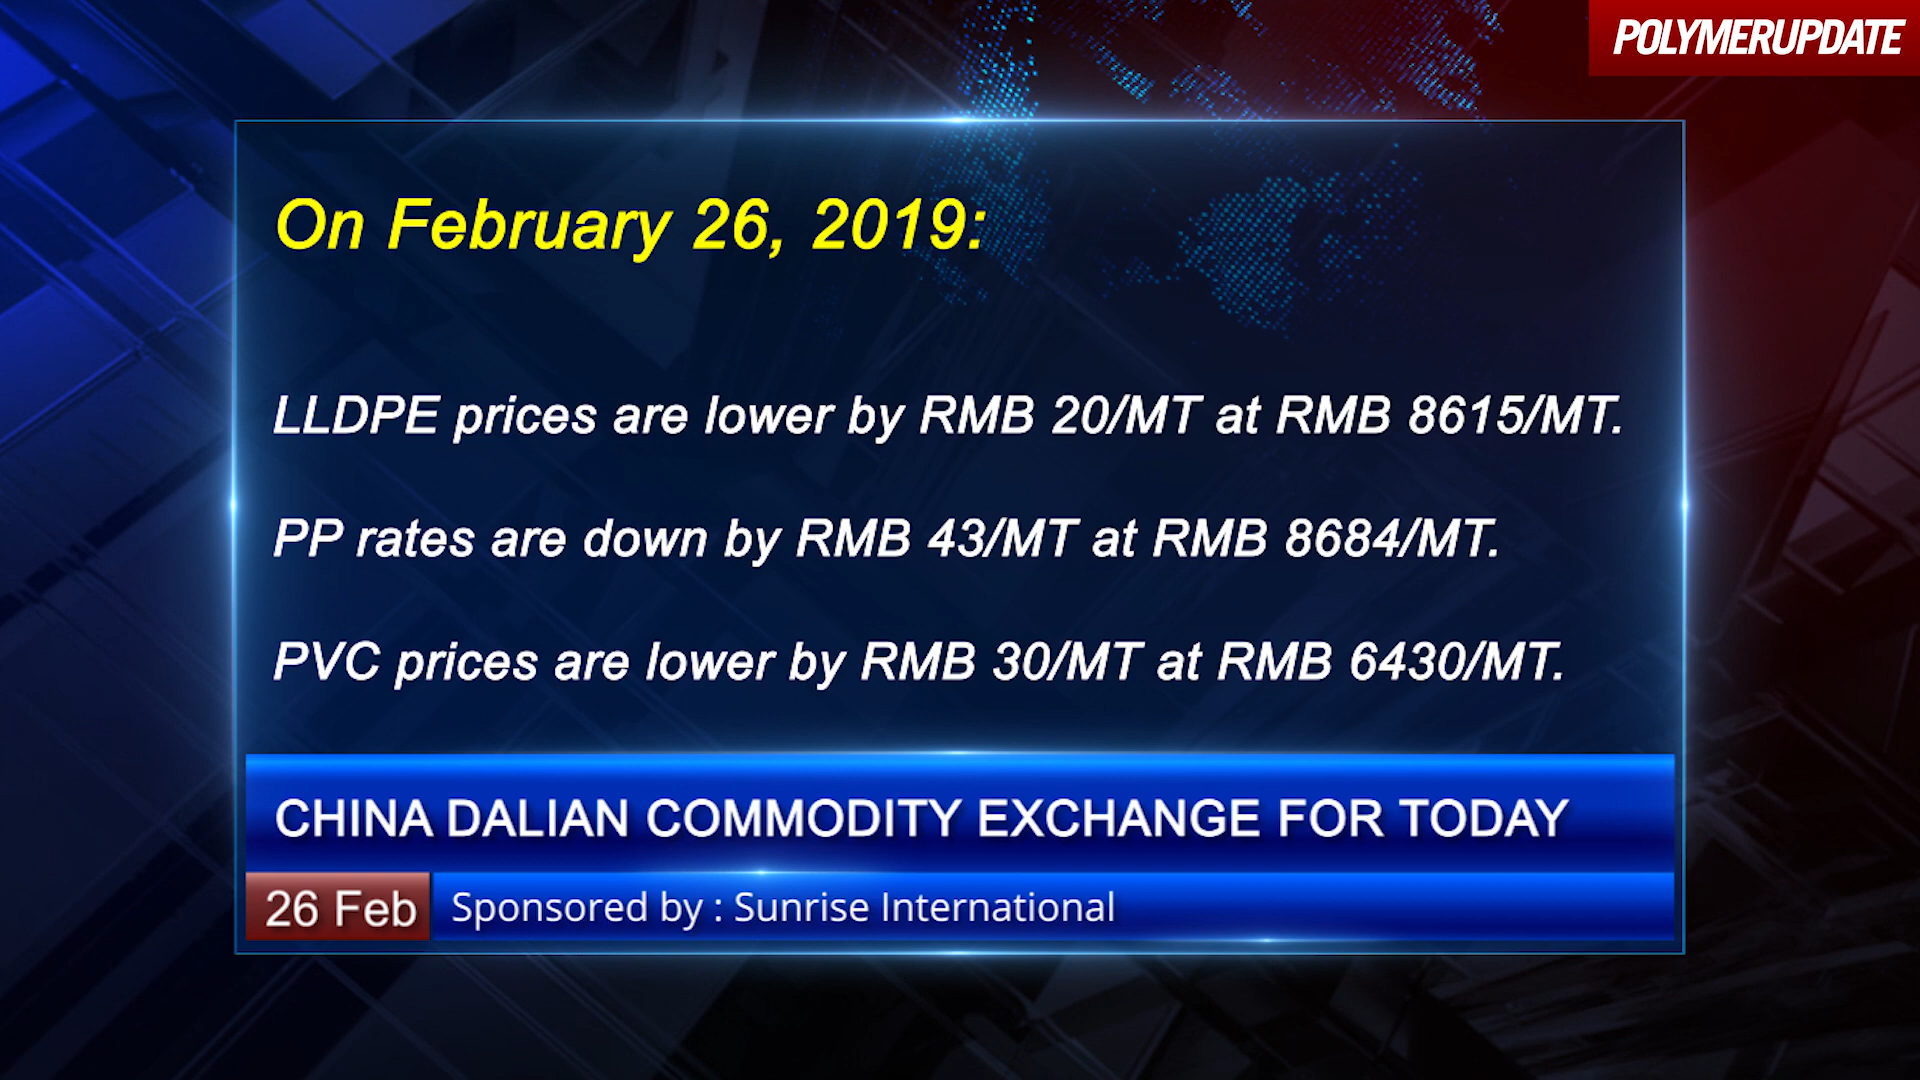 POLYMERUPDATE
On February 26, 2019:
LLDPE prices are lower by RMB 20/MT at RMB 8615/MT.
PP rates are down by RMB 43/MT at RMB 8684/MT.
PVC prices are lower by RMB 30/MT at RMB 6430/MT.
CHINA DALIAN COMMODITY EXCHANGE FOR TODAY
26 Feb Sponsored by : Sunrise International